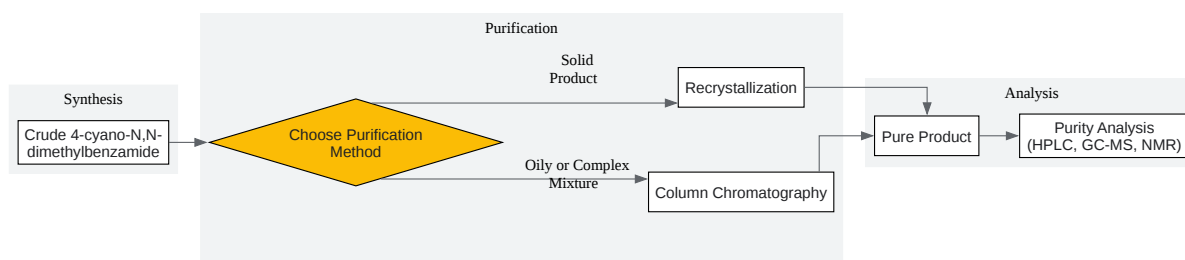 Purification
Solid
Product
Recrystallization
Synthesis
Crude 4-cyano-N,N-
dimethylbenzamide
Choose Purification
Method
Oily or Complex
Mixture
Column Chromatography
Analysis
Pure Product
Purity Analysis
(HPLC, GC-MS, NMR)